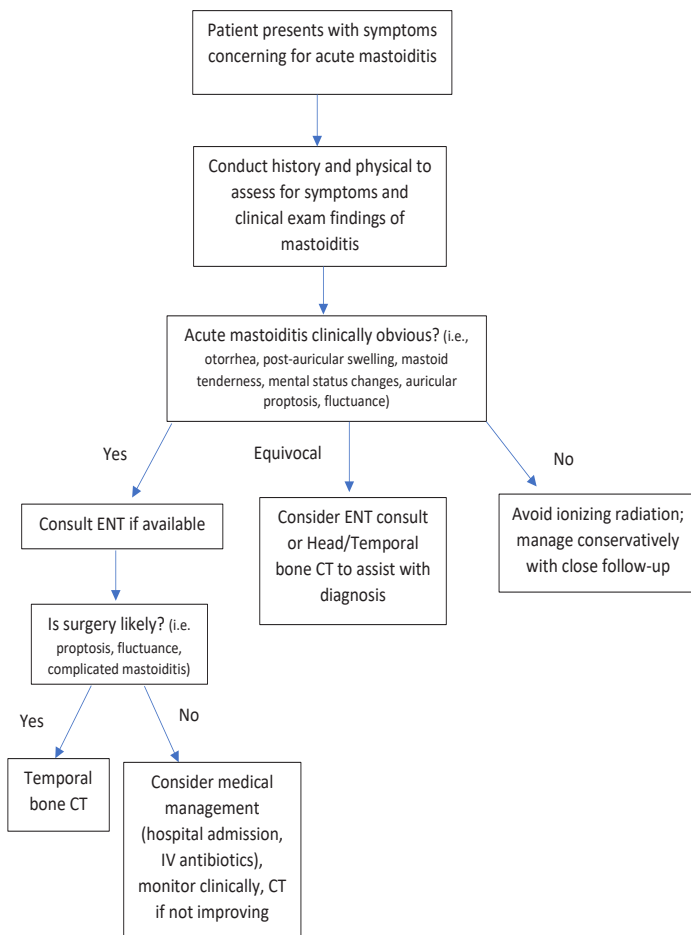 Patient presents with symptoms
concerning for acute mastoiditis
Conduct history and physical to
assess for symptoms and
clinical exam findings of
mastoiditis
Acute mastoiditis clinically obvious? (i.e.,
otorrhea, post-auricular swelling, mastoid
tenderness, mental status changes, auricular
proptosis, fluctuance)
Yes
Equivocal
No
Consult ENT if available
Consider ENT consult
or Head/Temporal
bone CT to assist with
diagnosis
Avoid ionizing radiation;
manage conservatively
with close follow-up
Is surgery likely? (i.e.
proptosis, fluctuance,
complicated mastoiditis)
Yes
No
Temporal
bone CT
Consider medical
management
(hospital admission,
IV antibiotics),
monitor clinically, CT
if not improving